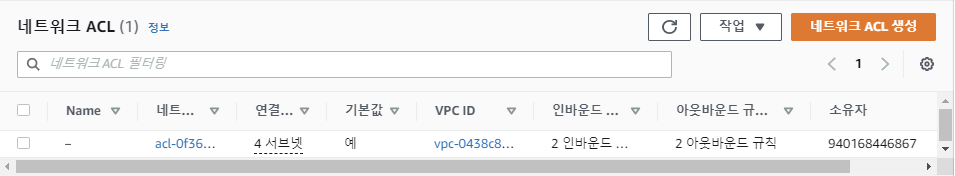 네트워크 ACL (1) 정보
작업
네트워크 ACL 생성
네트워크 ACL 필터링
1
Name 네트... 연결... 기본값 VPC ID 인바운드 ... 아웃바운드 규... 소유자
– acl-0f36... 4 서브넷 예 vpc-0438c8... 2 인바운드 ... 2 아웃바운드 규칙 940168446867